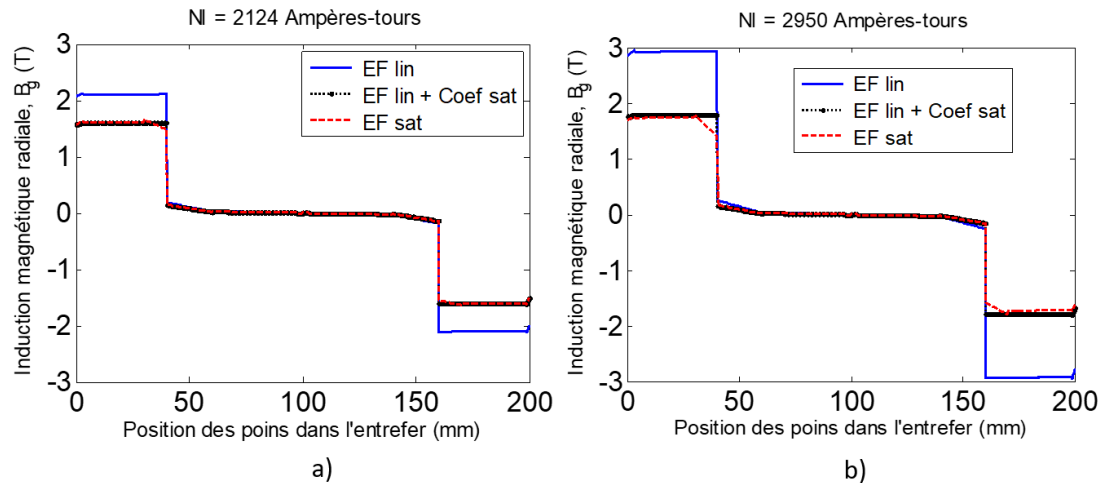 NI = 2124 Ampères-tours
Induction magnétique radiale, Bg (T)
3
2
1
0
-1
-2
-3
EF lin
EF lin + Coef sat
EF sat
0
50
100
150
200
Position des poins dans l'entrefer (mm)
a)
NI = 2950 Ampères-tours
Induction magnétique radiale, Bg (T)
3
2
1
0
-1
-2
-3
EF lin
EF lin + Coef sat
EF sat
0
50
100
150
200
Position des poins dans l'entrefer (mm)
b)